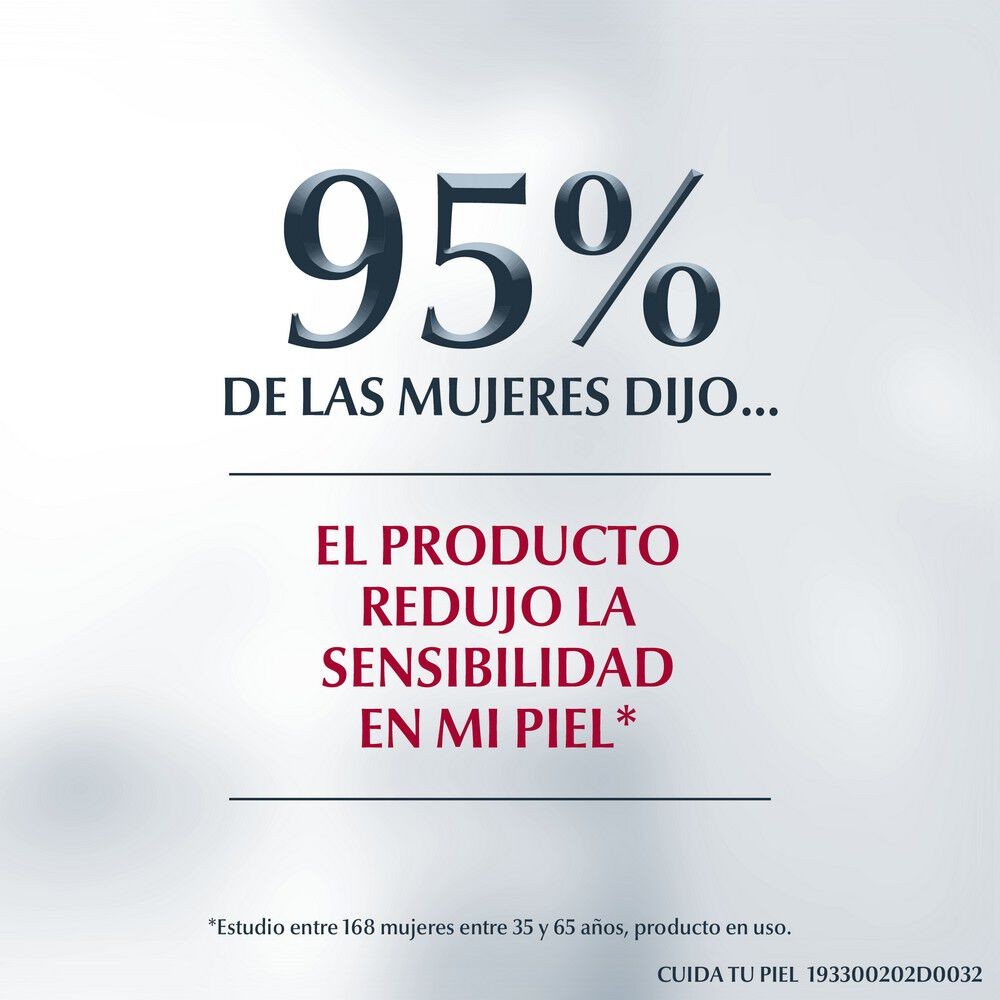 95%
DE LAS MUJERES DIJO...
EL PRODUCTO
REDUJO LA
SENSIBILIDAD
EN MI PIEL*
*Estudio entre 168 mujeres entre 35 y 65 años, producto en uso.
CUIDA TU PIEL 193300202D0032